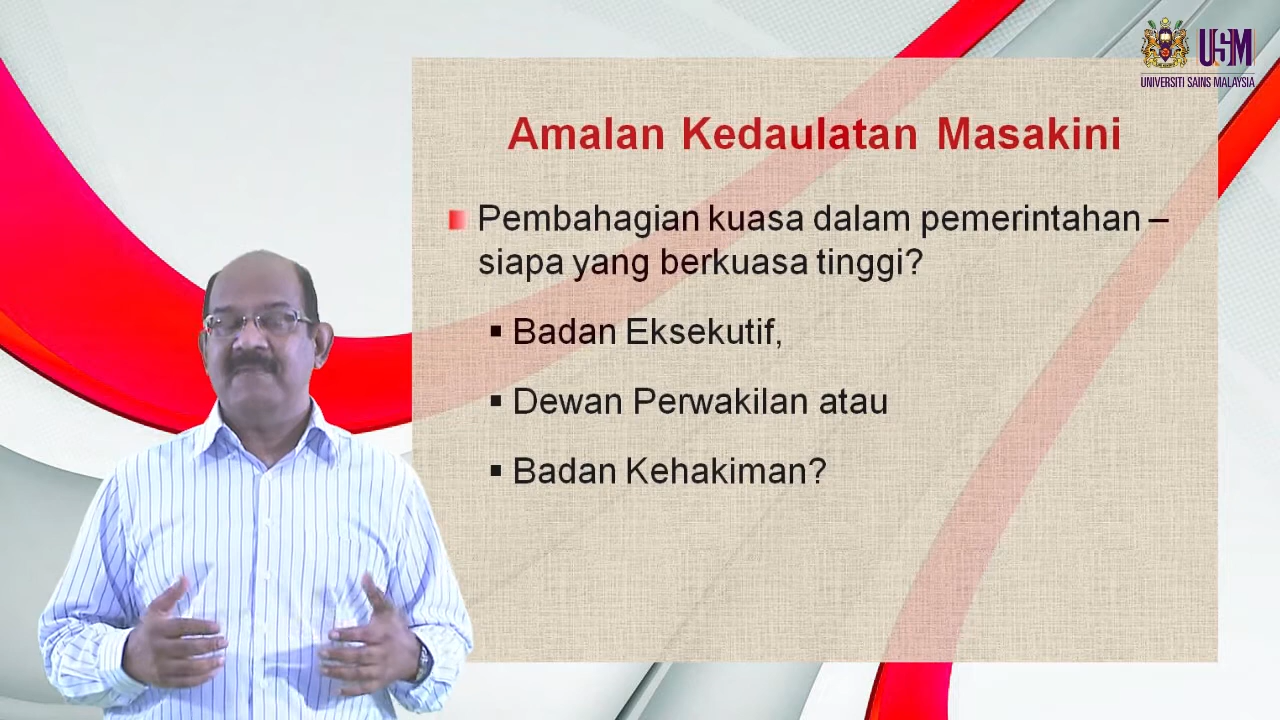 USM
UNIVERSITI SAINS MALAYSIA
Amalan Kedaulatan Masakini
Pembahagian kuasa dalam pemerintahan –
siapa yang berkuasa tinggi?
Badan Eksekutif,
Dewan Perwakilan atau
Badan Kehakiman?